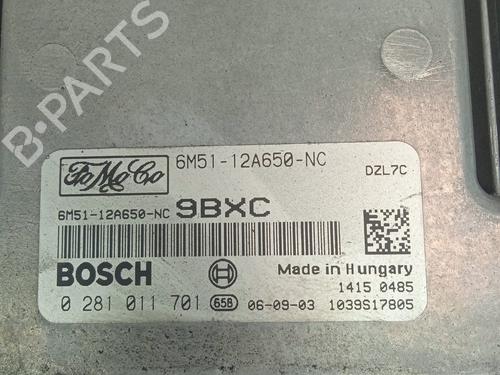 B-PARTS
FoMoCo
6M51-12A650-NC
DZL7C
6M51-12A650-NC 9BXC
BOSCH
Made in Hungary
1415 0485
0 281 011 701 658 06-09-03 1039S17805